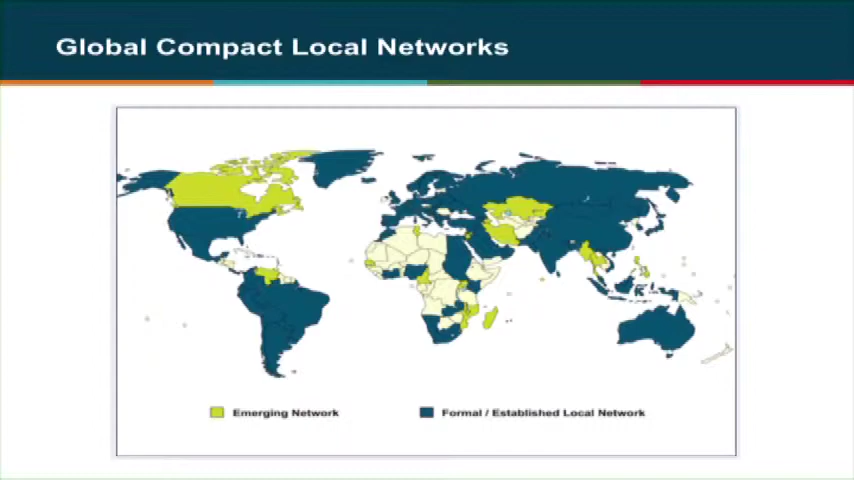 Global Compact Local Networks
Emerging Network
Formal / Established Local Network